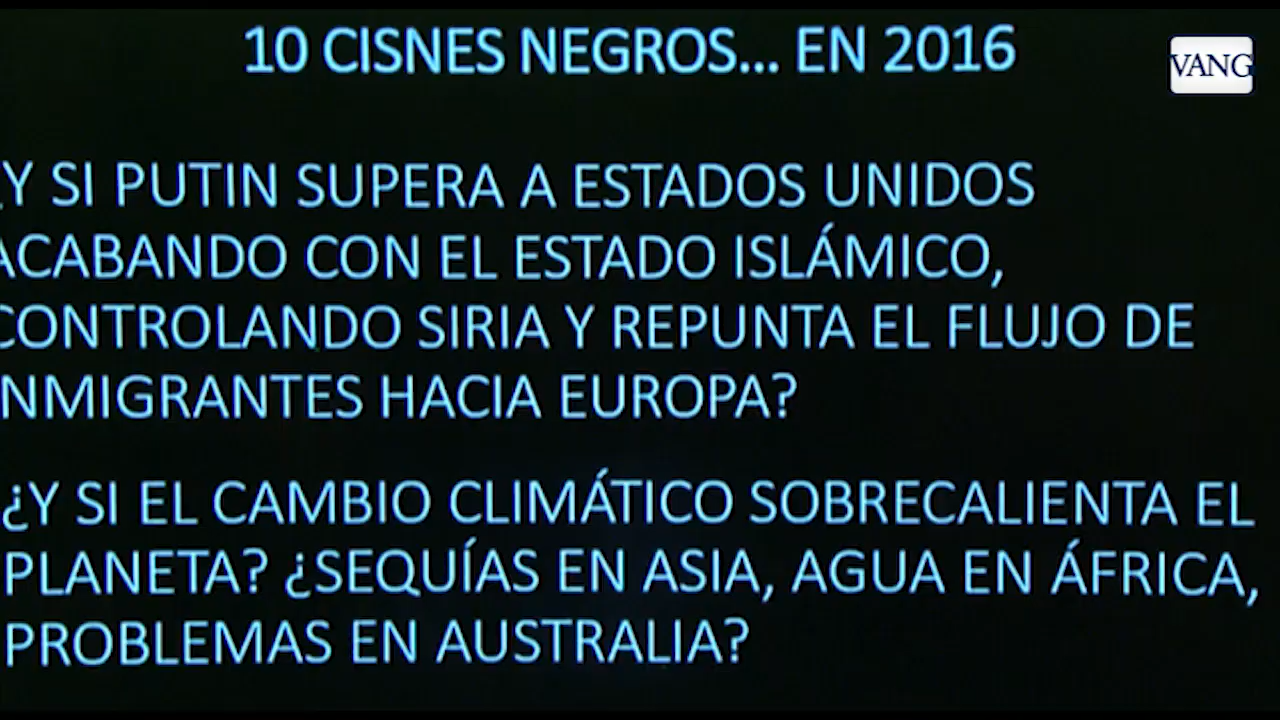 10 CISNES NEGROS... EN 2016
VANG
¿Y SI PUTIN SUPERA A ESTADOS UNIDOS
ACABANDO CON EL ESTADO ISLÁMICO,
CONTROLANDO SIRIA Y REPUNTA EL FLUJO DE
NMIGRANTES HACIA EUROPA?
¿Y SI EL CAMBIO CLIMÁTICO SOBRECALIENTA EL
PLANETA? ¿SEQUÍAS EN ASIA, AGUA EN ÁFRICA,
PROBLEMAS EN AUSTRALIA?